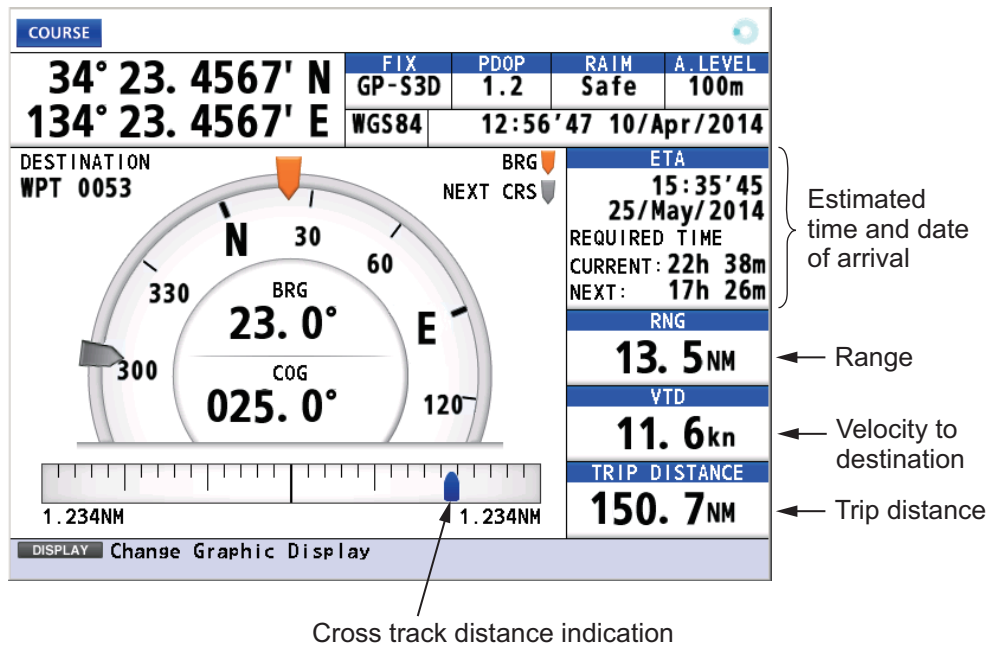 COURSE
34° 23. 4567' N
134° 23. 4567' E
FIX PDOP RAIM A.LEVEL
GP-S3D 1.2 Safe 100m
WGS84 12:56'47 10/Apr/2014
DESTINATION
WPT 0053
BRG
NEXT CRS
N 30 60 E 120
330
300
BRG
23. 0°
COG
025. 0°
1.234NM 1.234NM
ETA
15:35'45
25/May/2014
REQUIRED TIME
CURRENT: 22h 38m
NEXT: 17h 26m
RNG
13. 5NM
VTD
11. 6kn
TRIP DISTANCE
150. 7NM
DISPLAY Change Graphic Display
Estimated
time and date
of arrival
Range
Velocity to
destination
Trip distance
Cross track distance indication